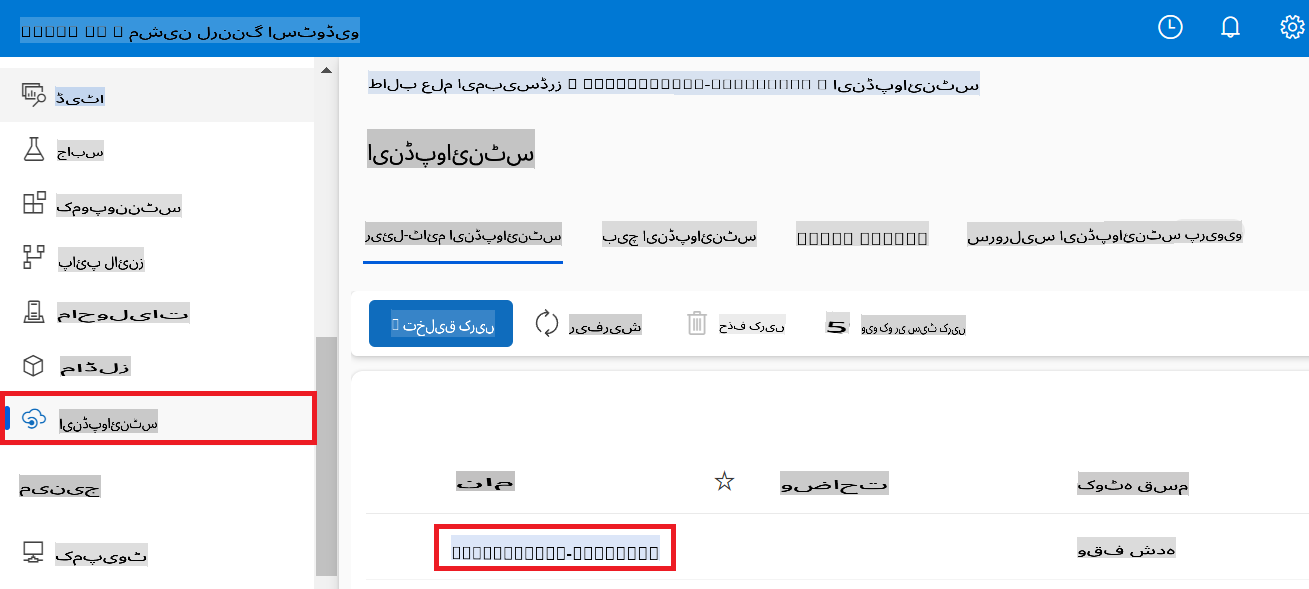 مشین لرننگ اسٹوڈیو
ڈیٹا
جابس
کمپوننٹس
پائپ لائنز
ماحولیات
ماڈلز
اینڈپوائنٹس
مینیج
کمپیوٹ
طالب علم ایمبیسڈرز اینڈپوائنٹس
اینڈپوائنٹس
ریئل-ٹائم اینڈپوائنٹس بیچ اینڈپوائنٹس سرورلیس اینڈپوائنٹس پریویو
تخلیق کریں ریفریش حذف کریں ویو کو ری سیٹ کریں
نام وضاحت کوٹہ قسم
وقف شدہ